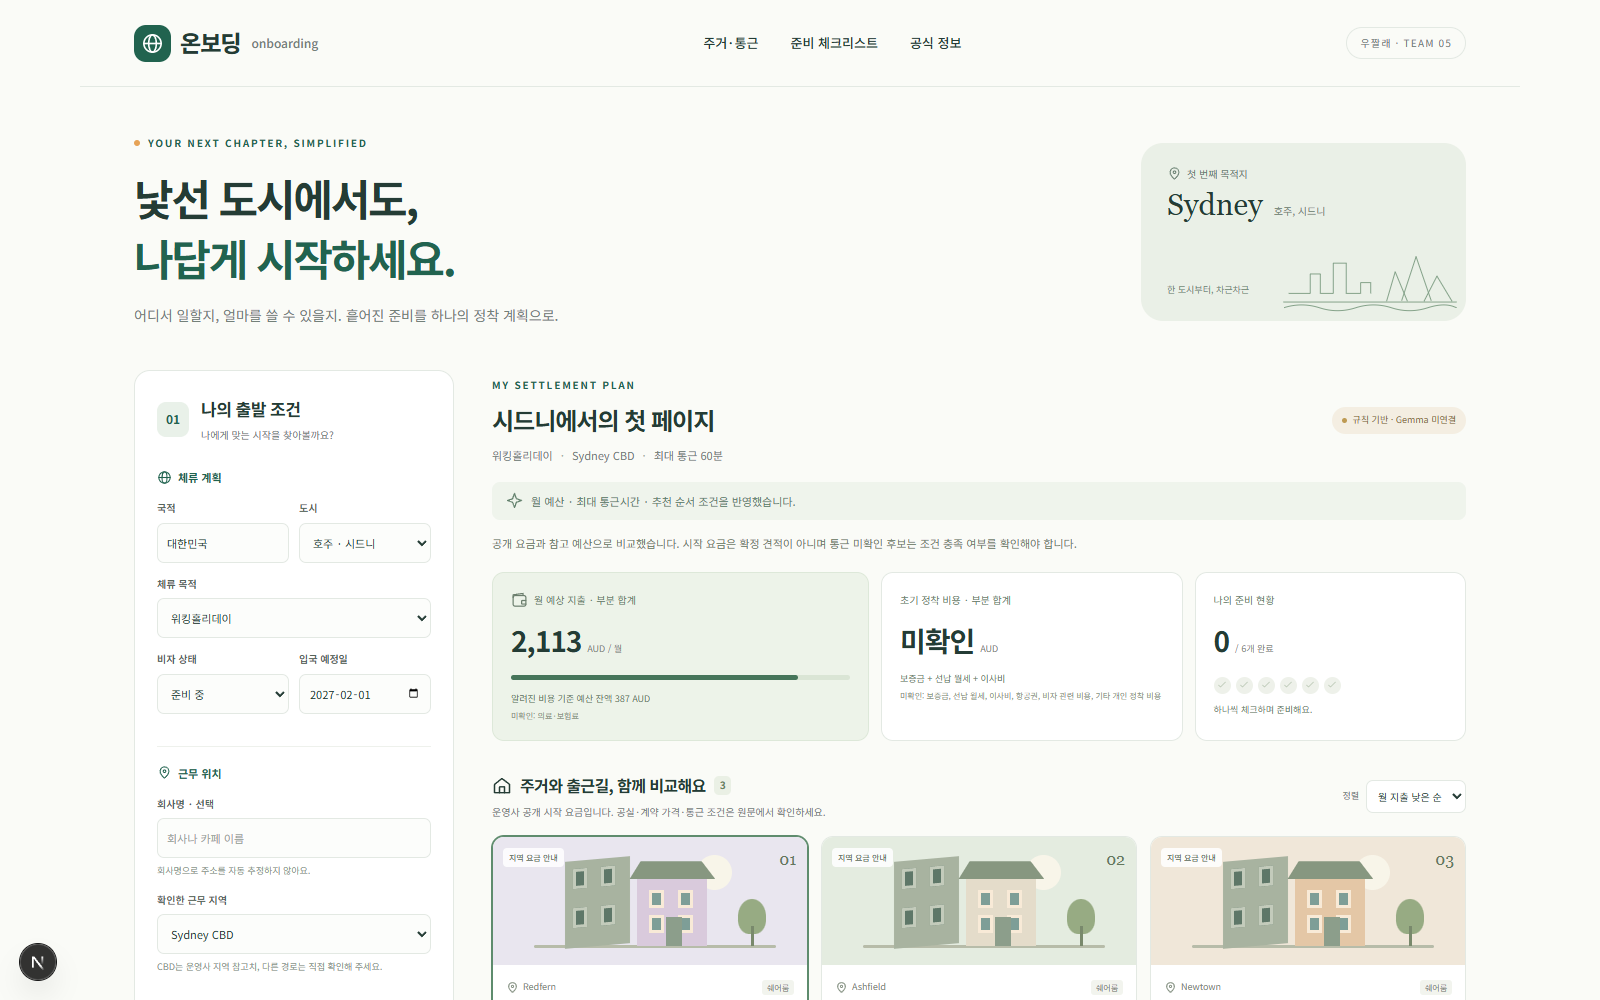 온보딩 onboarding
주거·통근 준비 체크리스트 공식 정보
우짤래 · TEAM 05
YOUR NEXT CHAPTER, SIMPLIFIED
낯선 도시에서도,
나답게 시작하세요.
어디서 일할지, 얼마를 쓸 수 있을지. 흩어진 준비를 하나의 정착 계획으로.
첫 번째 목적지
Sydney 호주, 시드니
한 도시부터, 차근차근
01
나의 출발 조건
나에게 맞는 시작을 찾아볼까요?
체류 계획
국적 도시
대한민국 호주 · 시드니
체류 목적
워킹홀리데이
비자 상태 입국 예정일
준비 중 2027-02-01
근무 위치
회사명 · 선택
회사나 카페 이름
회사명으로 주소를 자동 추정하지 않아요.
확인한 근무 지역
Sydney CBD
CBD는 운영사 지역 참고치, 다른 경로는 직접 확인해 주세요.
N
MY SETTLEMENT PLAN
시드니에서의 첫 페이지
규칙 기반 · Gemma 미연결
워킹홀리데이 · Sydney CBD · 최대 통근 60분
월 예산 · 최대 통근시간 · 추천 순서 조건을 반영했습니다.
공개 요금과 참고 예산으로 비교했습니다. 시작 요금은 확정 견적이 아니며 통근 미확인 후보는 조건 충족 여부를 확인해야 합니다.
월 예상 지출 · 부분 합계
2,113 AUD / 월
알려진 비용 기준 예산 잔액 387 AUD
미확인: 의료·보험료
초기 정착 비용 · 부분 합계
미확인 AUD
보증금 + 선납 월세 + 이사비
미확인: 보증금, 선납 월세, 이사비, 항공권, 비자 관련 비용, 기타 개인 정착 비용
나의 준비 현황
0 / 6개 완료
하나씩 체크하며 준비해요.
주거와 출근길, 함께 비교해요 3
운영사 공개 시작 요금입니다. 공실·계약 가격·통근 조건은 원문에서 확인하세요.
정렬 월 지출 낮은 순
지역 요금 안내 01
Redfern 쉐어룸
지역 요금 안내 02
Ashfield 쉐어룸
지역 요금 안내 03
Newtown 쉐어룸